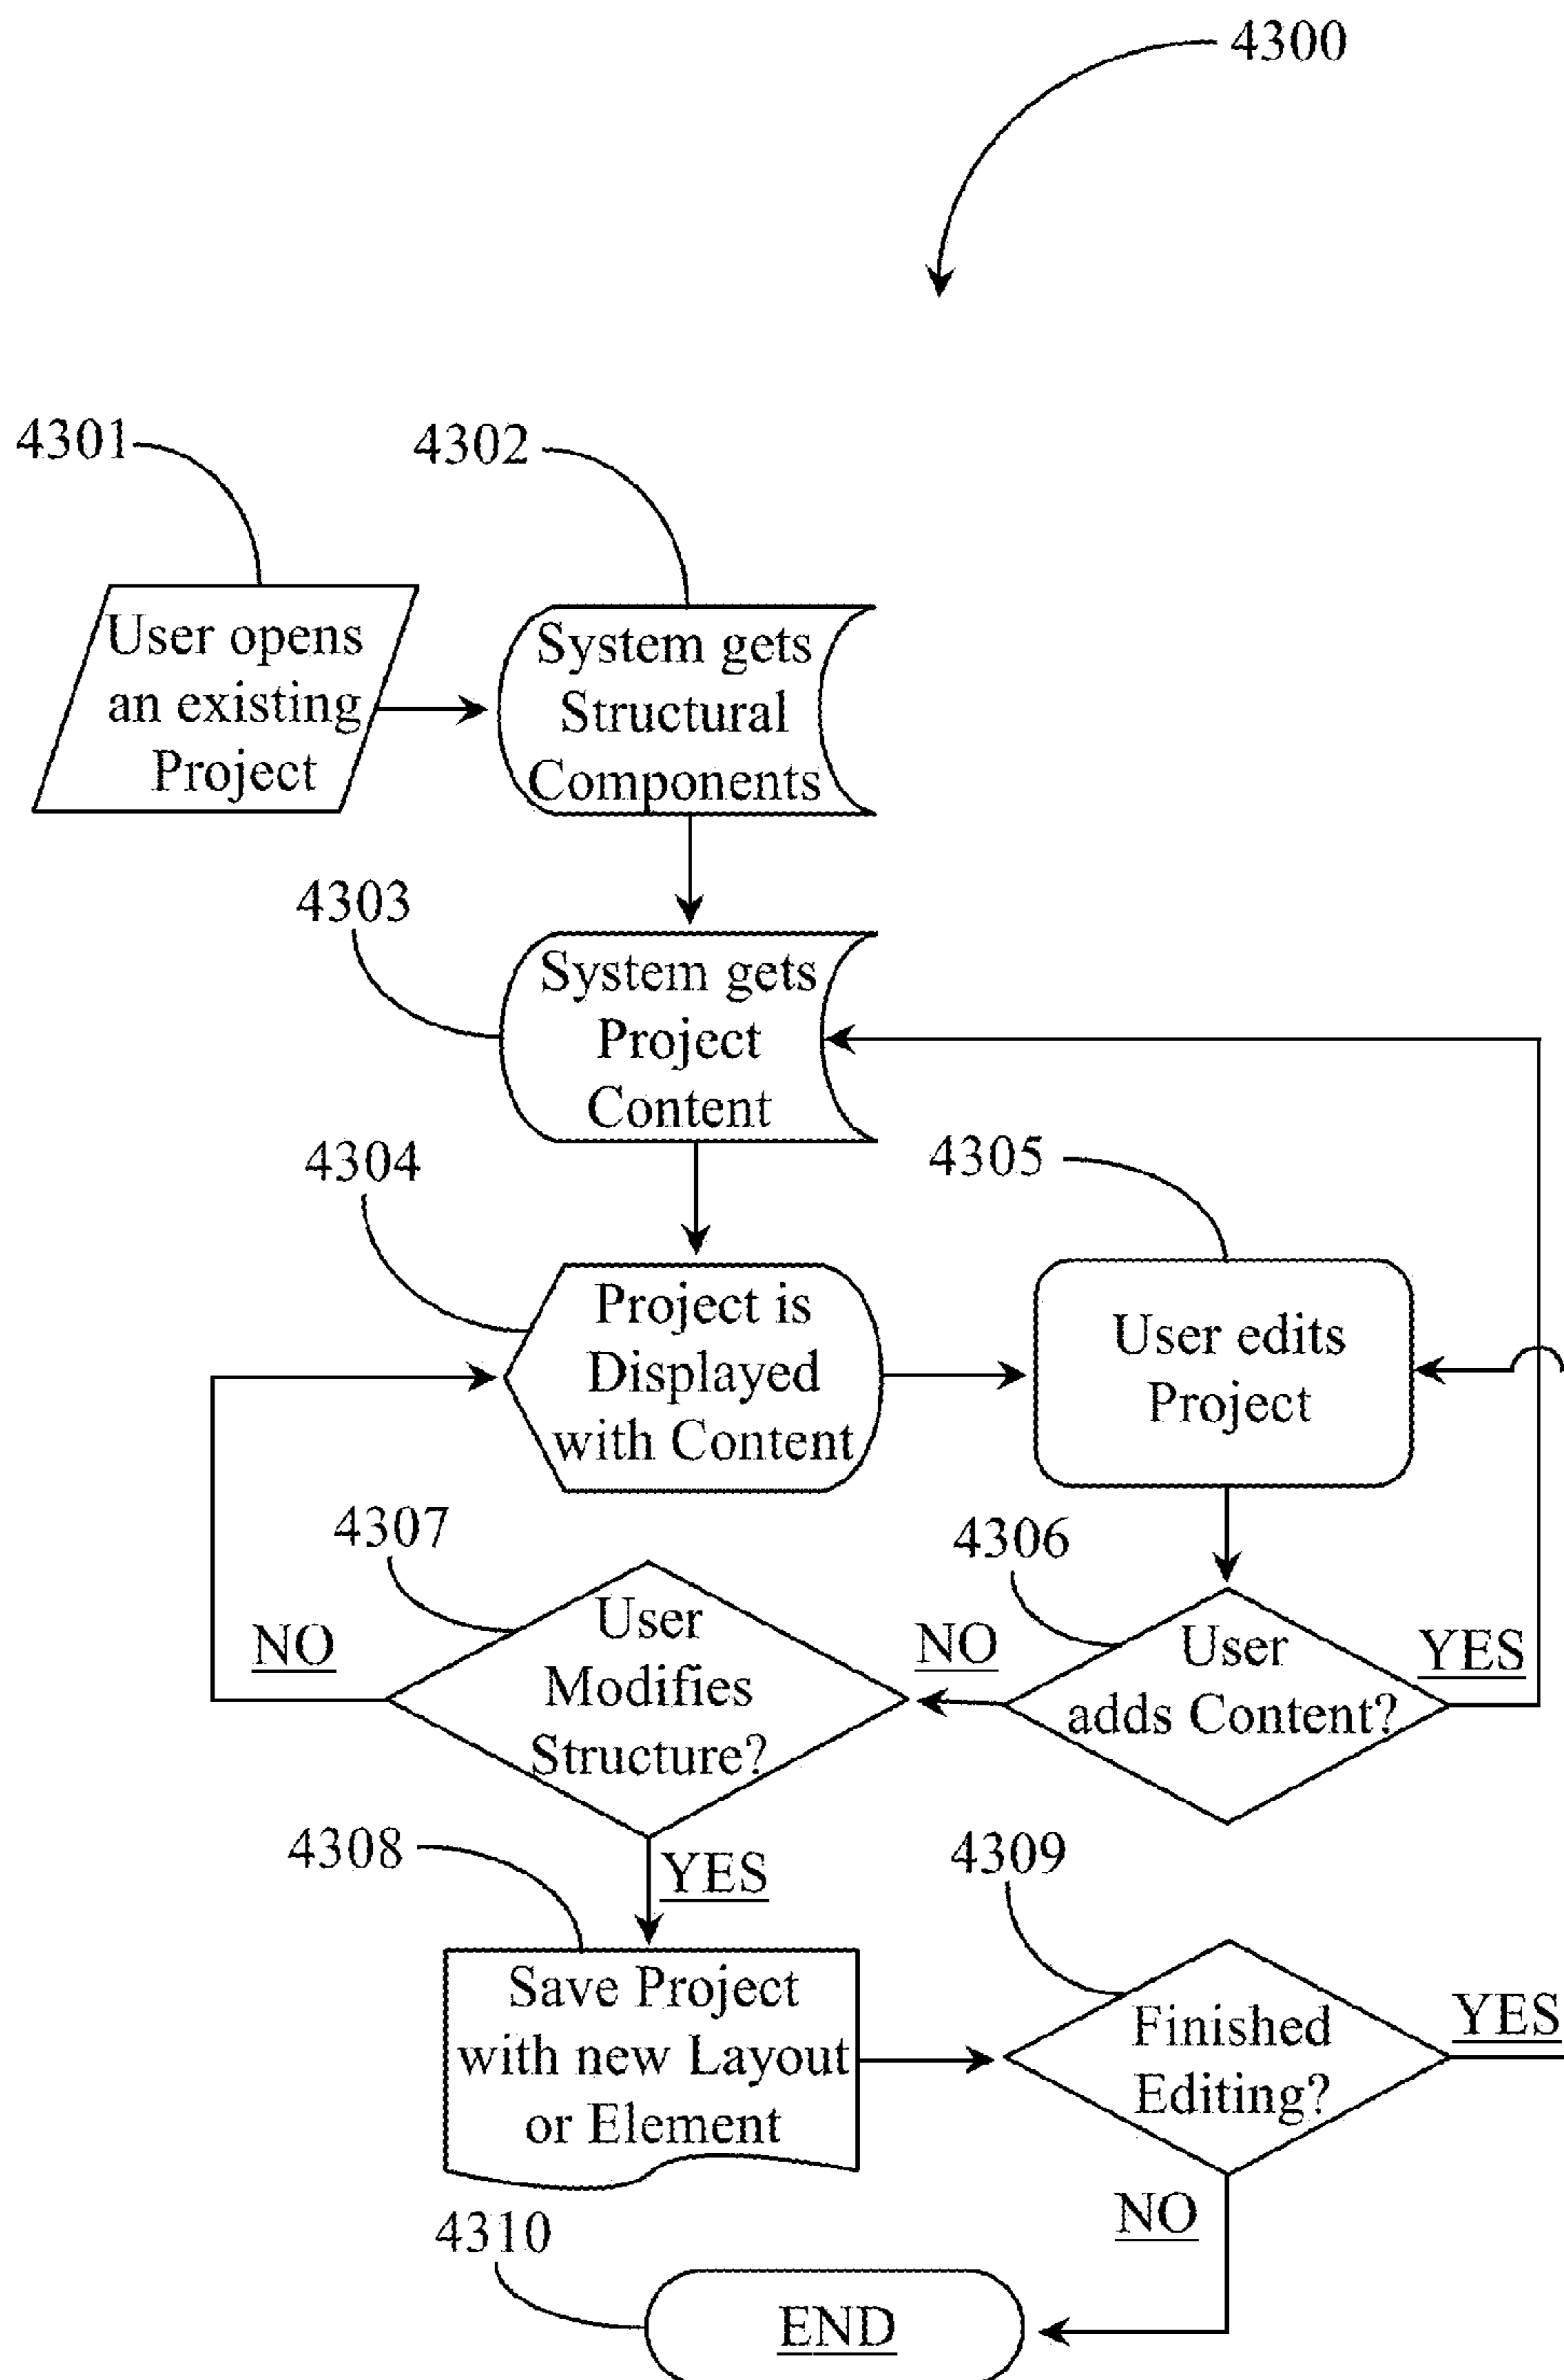 4300
4301
4302
User opens
an existing
Project
System gets
Structural
Components
4303
System gets
Project
Content
4304
4305
Project is
Displayed
with Content
User edits
Project
4307
4306
NO
User
Modifies
Structure?
NO
User
adds Content?
YES
4308
YES
4309
Save Project
with new Layout
or Element
Finished
Editing?
YES
4310
NO
END